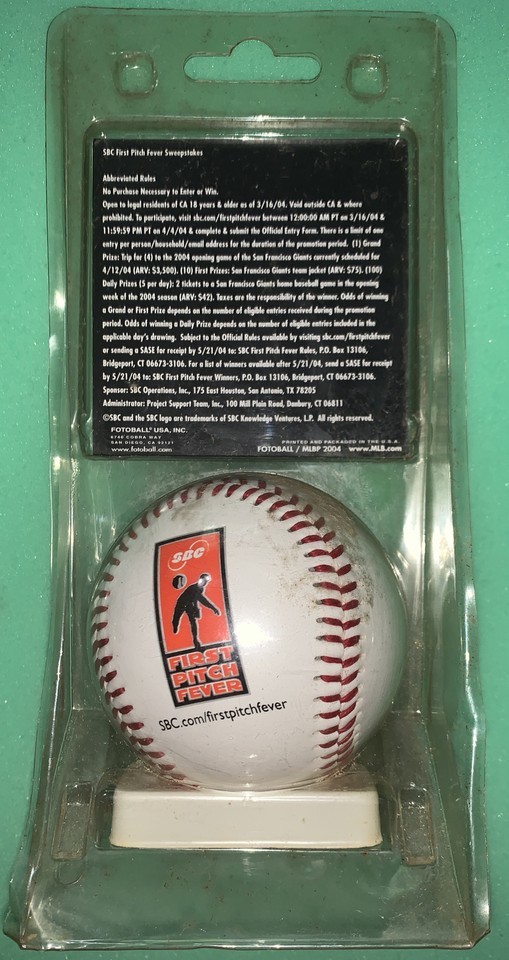 SBC First Pitch Fever Sweepstakes
Abbreviated Rules
No Purchase Necessary to Enter or Win.
Open to legal residents of CA 18 years & older as of 3/16/04. Void outside CA & where
prohibited. To participate, visit sbc.com/firstpitchfever between 12:00:00 AM PT on 3/16/04 &
11:59:59 PM PT on 4/4/04 & complete & submit the Official Entry Form. There is a limit of one
entry per person/household/email address for the duration of the promotion period. (1) Grand
Prize: Trip for (4) to the 2004 opening game of the San Francisco Giants currently scheduled for
4/12/04 (ARV: $3,500). (10) First Prizes: San Francisco Giants team jacket (ARV: $75). (100)
Daily Prizes (5 per day): 2 tickets to a San Francisco Giants home baseball game in the opening
week of the 2004 season (ARV: $42). Taxes are the responsibility of the winner. Odds of winning
a Grand or First Prize depends on the number of eligible entries received during the promotion
period. Odds of winning a Daily Prize depends on the number of eligible entries included in the
applicable day's drawing. Subject to the Official Rules available by visiting sbc.com/firstpitchfever
or sending a SASE for receipt by 5/21/04 to: SBC First Pitch Fever Rules, P.O. Box 13106,
Bridgeport, CT 06673-3106. For a list of winners available after 5/21/04, send a SASE for receipt
by 5/21/04 to: SBC First Pitch Fever Winners, P.O. Box 13106, Bridgeport, CT 06673-3106.
Sponsor: SBC Operations, Inc., 175 East Houston, San Antonio, TX 78205
Administrator: Project Support Team, Inc., 100 Mill Plain Road, Danbury, CT 06811
©SBC and the SBC logo are trademarks of SBC Knowledge Ventures, L.P. All rights reserved.
FOTOBALL® USA, INC.
6740 COBRA WAY
SAN DIEGO, CA 92121
PRINTED AND PACKAGED IN THE U.S.A.
www.fotoball.com
FOTOBALL / MLBP 2004
www.MLB.com
SBC
FIRST
PITCH
FEVER
SBC.com/firstpitchfever